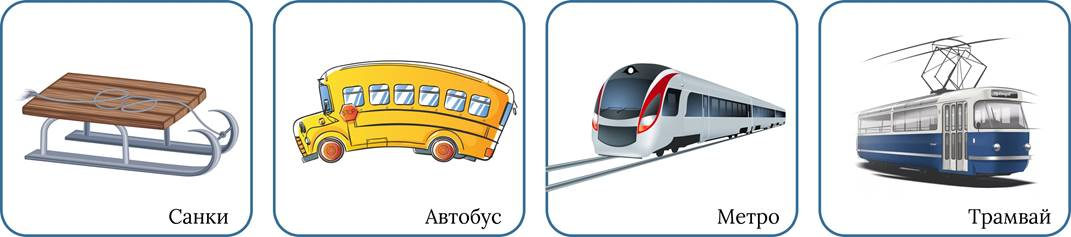 Санки
Автобус
Метро
Трамвай